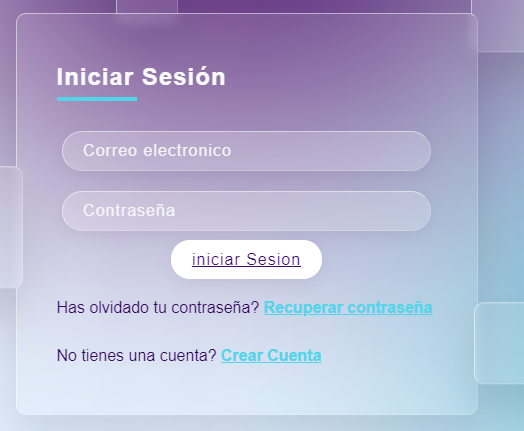 Iniciar Sesión
Correo electronico
Contraseña
iniciar Sesion
Has olvidado tu contraseña? Recuperar contraseña
No tienes una cuenta? Crear Cuenta